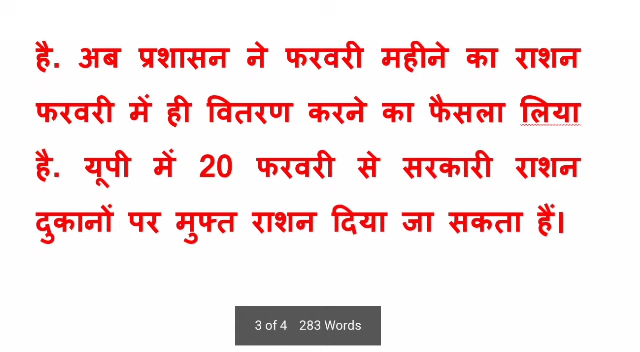 है. अब प्रशासन ने फरवरी महीने का राशन
फरवरी में ही वितरण करने का फैसला लिया
है. यूपी में 20 फरवरी से सरकारी राशन
दुकानों पर मुफ्त राशन दिया जा सकता हैं।
3 of 4 283 Words